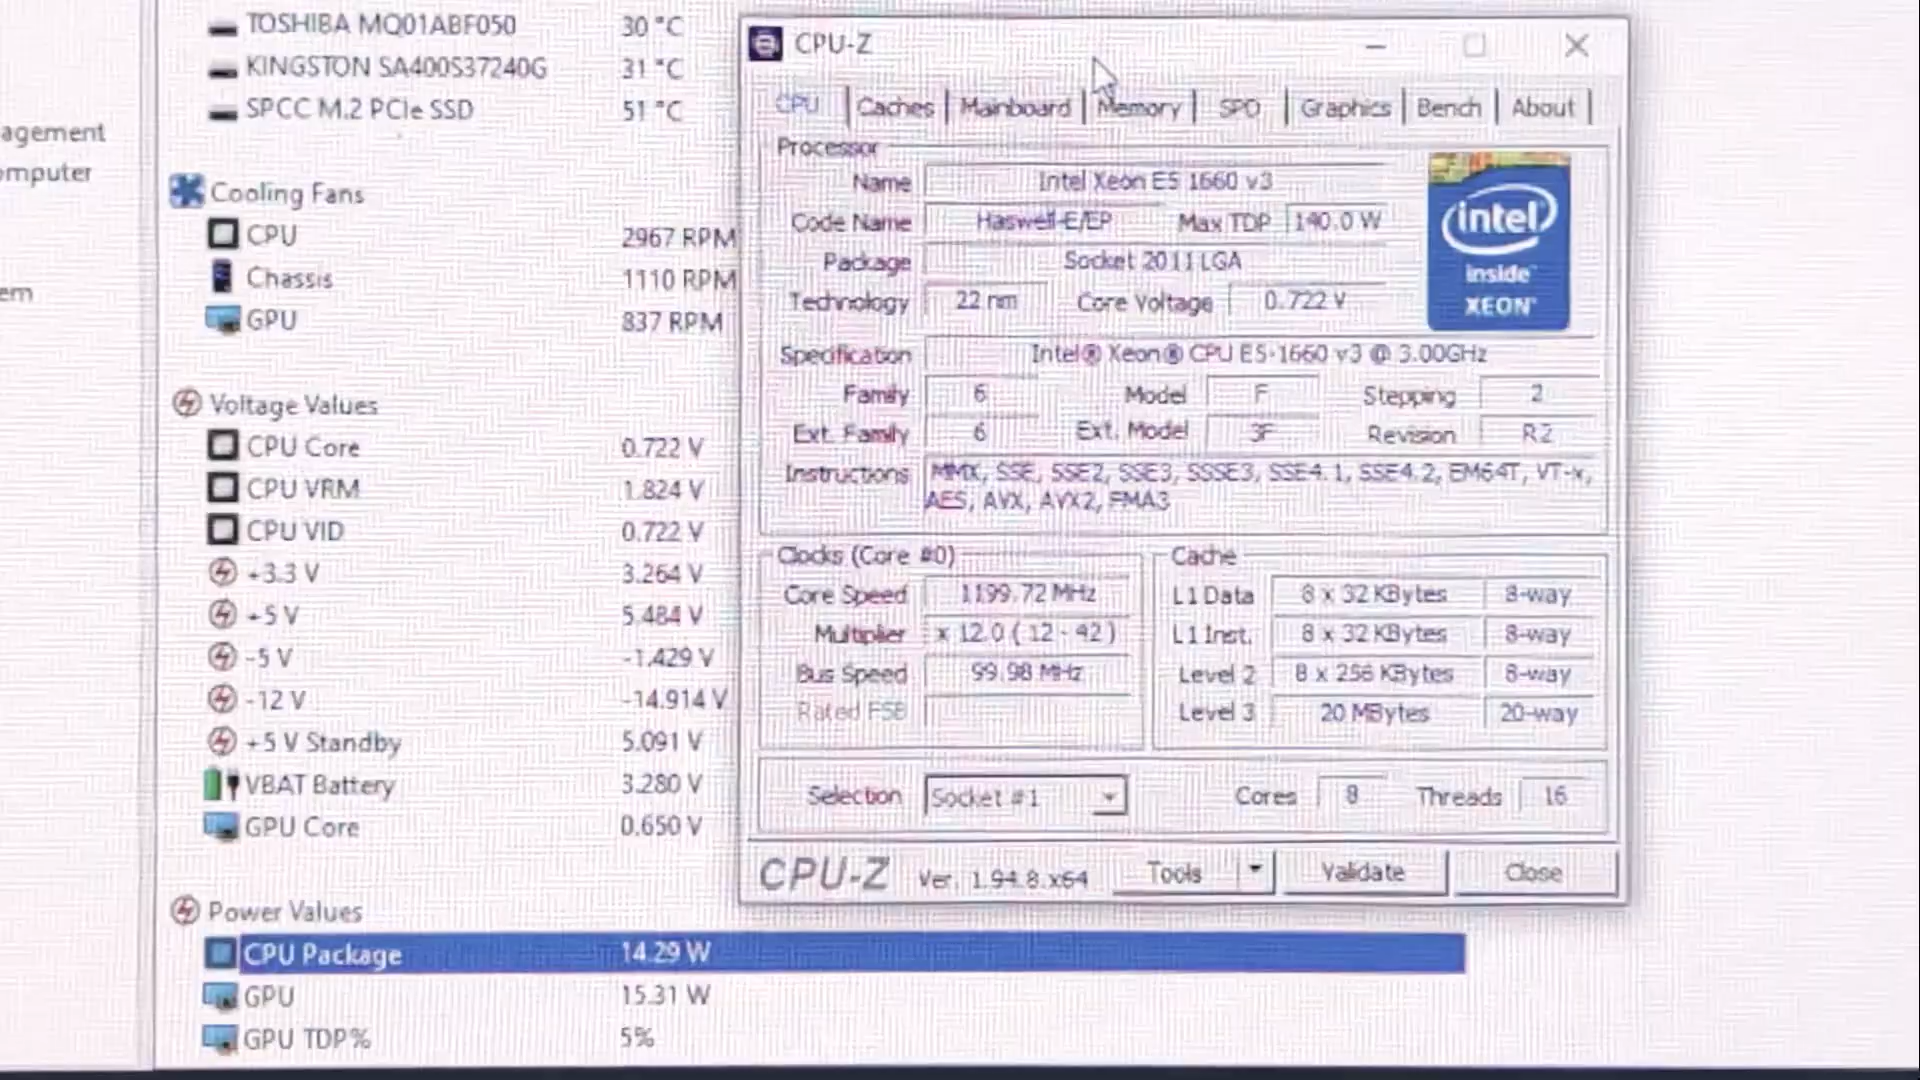 TOSHIBA MQ01ABF050 30 °C
KINGSTON SA400S37240G 31 °C
SPCC M.2 PCIe SSD 51 °C
agement
omputer
em
Cooling Fans
CPU 2967 RPM
Chassis 1110 RPM
GPU 837 RPM
Voltage Values
CPU Core 0.722 V
CPU VRM 1.824 V
CPU VID 0.722 V
+3.3 V 3.264 V
+5 V 5.484 V
-5 V -1.429 V
-12 V -14.914 V
+5 V Standby 5.091 V
VBAT Battery 3.280 V
GPU Core 0.650 V
Power Values
CPU Package 14.29 W
GPU 15.31 W
GPU TDP% 5%
CPU-Z
CPU Caches Mainboard Memory SPD Graphics Bench About
Processor
Name Intel Xeon E5 1660 v3
Code Name Haswell-E/EP Max TDP 140.0 W
Package Socket 2011 LGA
Technology 22 nm Core Voltage 0.722 V
intel
inside
XEON
Specification Intel® Xeon® CPU E5-1660 v3 @ 3.00GHz
Family 6 Model F Stepping 2
Ext. Family 6 Ext. Model 3F Revision R2
Instructions MMX, SSE, SSE2, SSE3, SSSE3, SSE4.1, SSE4.2, EM64T, VT-x,
AES, AVX, AVX2, FMA3
Clocks (Core #0)
Core Speed 1199.72 MHz
Multiplier x 12.0 ( 12 - 42 )
Bus Speed 99.98 MHz
Rated FSB
Cache
L1 Data 8 x 32 KBytes 8-way
L1 Inst. 8 x 32 KBytes 8-way
Level 2 8 x 256 KBytes 8-way
Level 3 20 MBytes 20-way
Selection Socket #1 Cores 8 Threads 16
CPU-Z Ver. 1.94.8.x64 Tools Validate Close